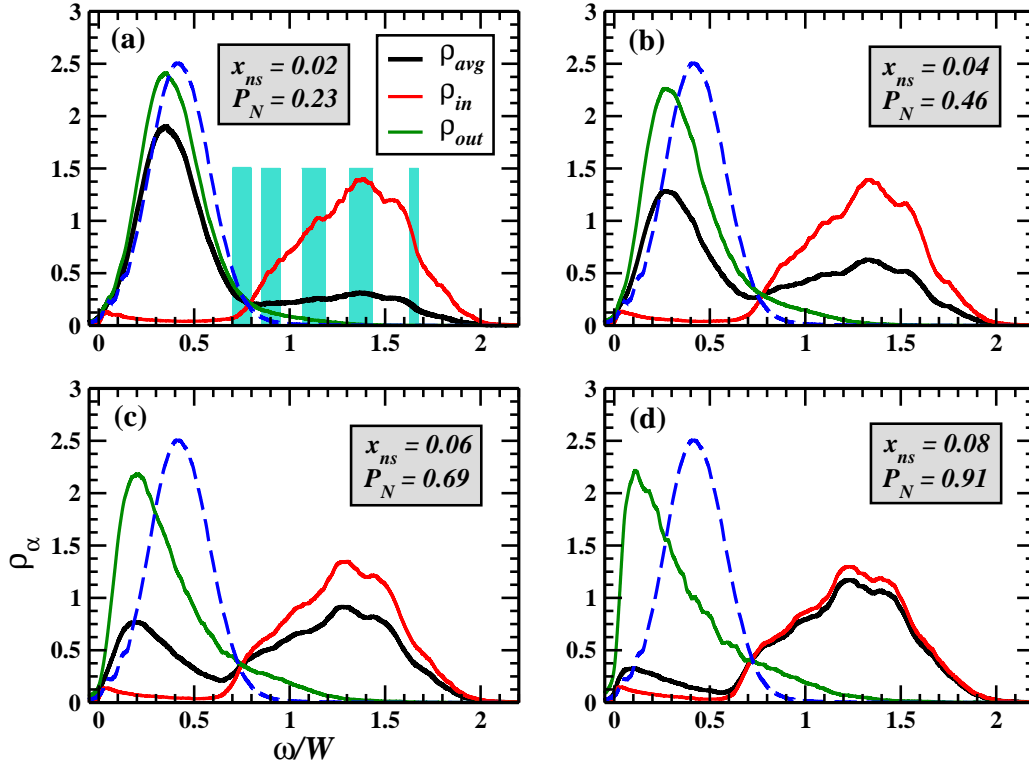 (a)
x_ns = 0.02
P_N = 0.23
ρ_avg
ρ_in
ρ_out
3
2.5
2
1.5
1
0.5
0
0
0.5
1
1.5
2
(b)
x_ns = 0.04
P_N = 0.46
3
2.5
2
1.5
1
0.5
0
0
0.5
1
1.5
2
(c)
x_ns = 0.06
P_N = 0.69
3
2.5
2
1.5
1
0.5
0
0
0.5
1
1.5
2
ρ_α
ω/W
(d)
x_ns = 0.08
P_N = 0.91
3
2.5
2
1.5
1
0.5
0
0
0.5
1
1.5
2